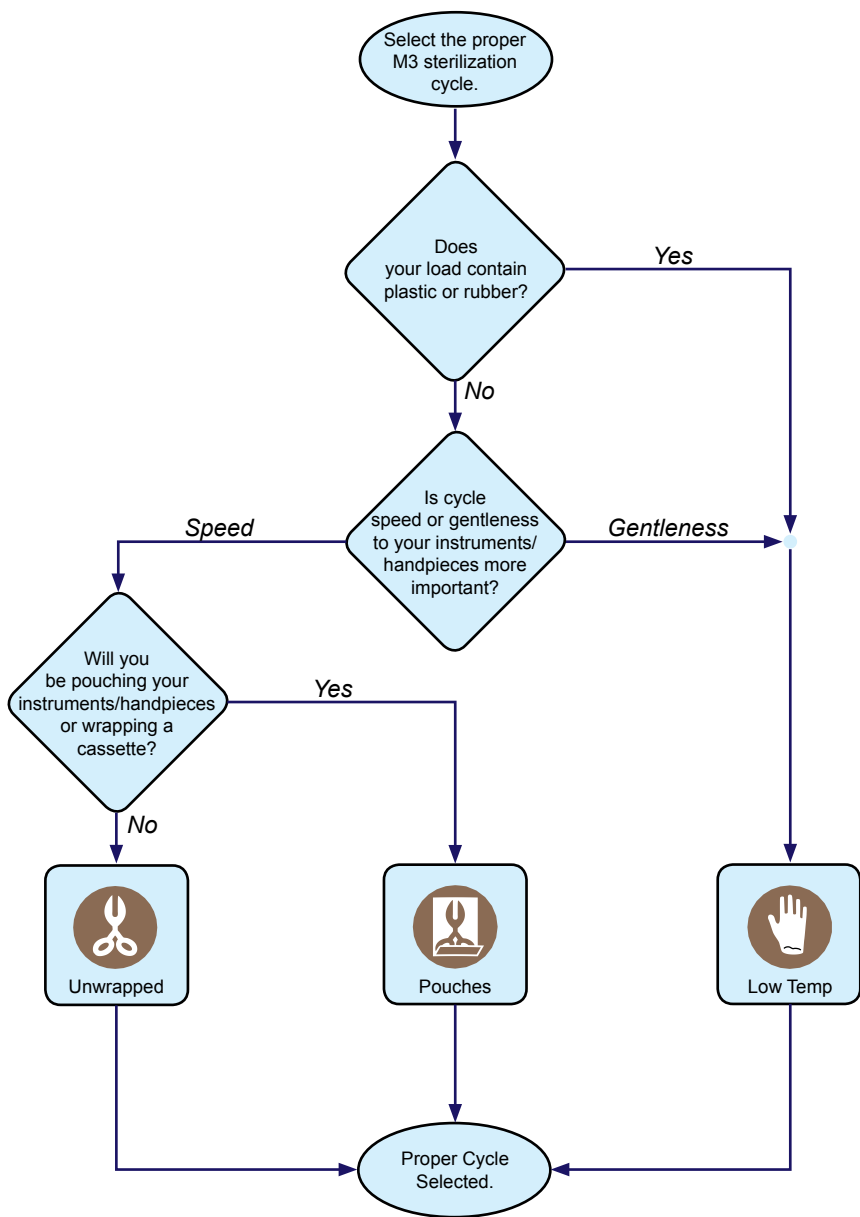 Select the proper
M3 sterilization
cycle.
Does
your load contain
plastic or rubber?
Yes
No
Is cycle
speed or gentleness
to your instruments/
handpieces more
important?
Speed
Gentleness
Will you
be pouching your
instruments/handpieces
or wrapping a
cassette?
Yes
No
Unwrapped
Pouches
Low Temp
Proper Cycle
Selected.